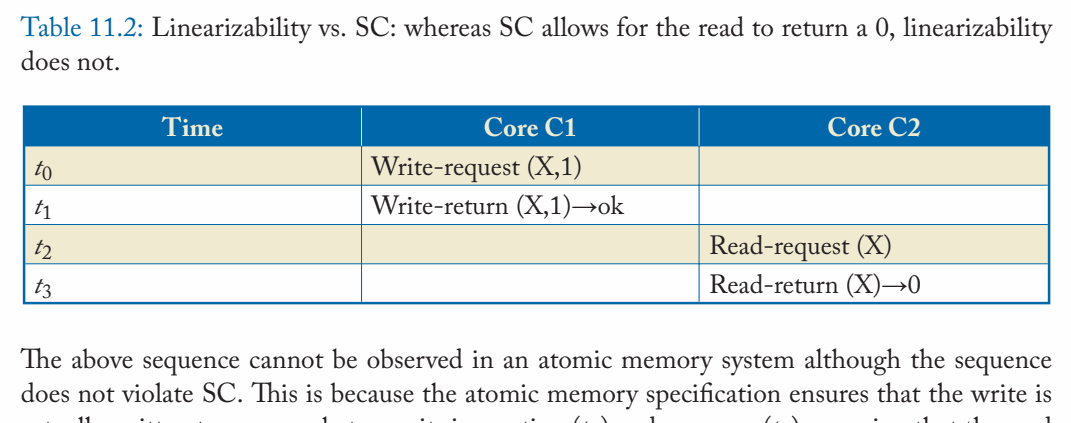 Table 11.2: Linearizability vs. SC: whereas SC allows for the read to return a 0, linearizability
does not.
Time Core C1 Core C2
t0 Write-request (X,1)
t1 Write-return (X,1)→ok
t2 Read-request (X)
t3 Read-return (X)→0
The above sequence cannot be observed in an atomic memory system although the sequence
does not violate SC. This is because the atomic memory specification ensures that the write is